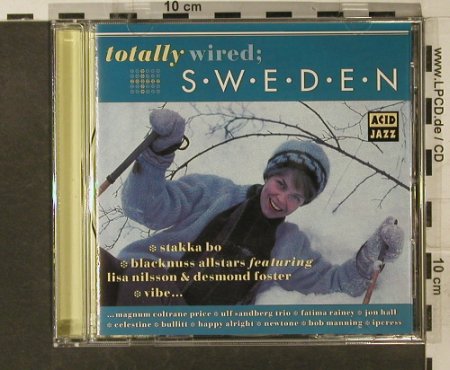 10 cm
totally wired;
S·W·E·D·E·N
ACID
JAZZ
stakka bo
blacknuss allstars featuring
lisa nilsson & desmond foster
vibe...
...magnum coltrane price ulf sandberg trio fatima rainey jon hall
celestine bullitt happy alright newtone bob manning ipcress
www.LPCD.de / CD
10 cm